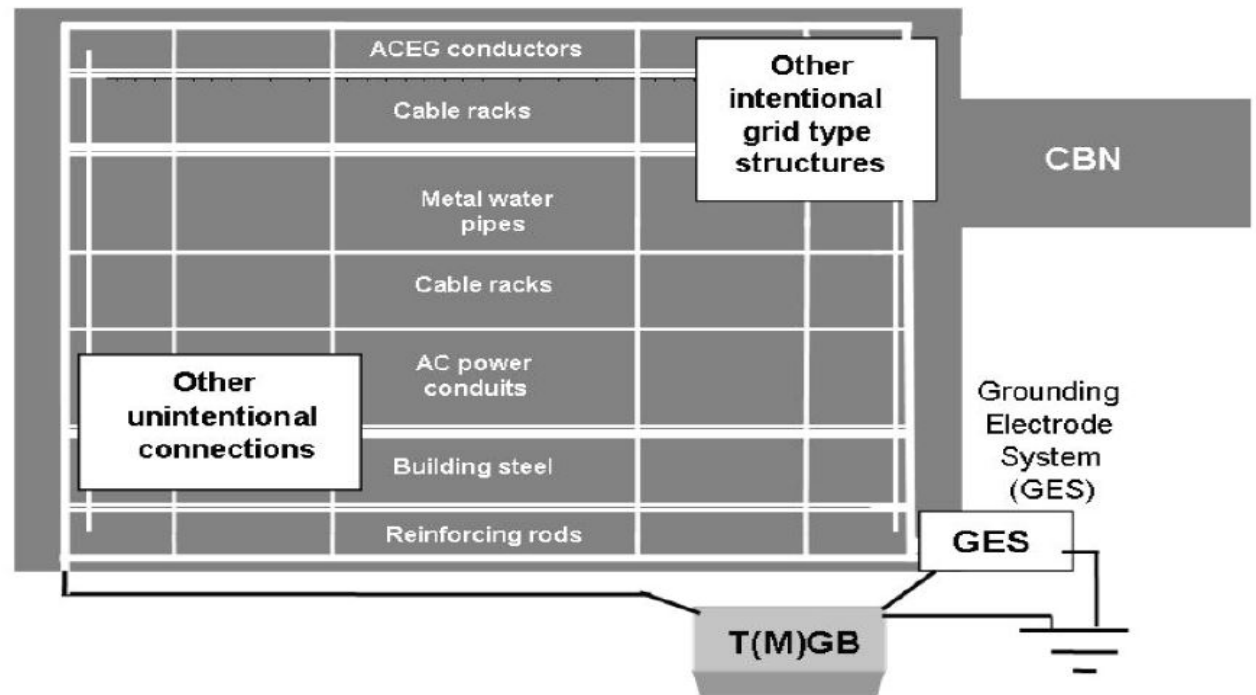 ACEG conductors
Other
intentional
grid type
structures
Cable racks
CBN
Metal water
pipes
Cable racks
AC power
conduits
Other
unintentional
connections
Grounding
Electrode
System
(GES)
Building steel
Reinforcing rods
GES
T(M)GB